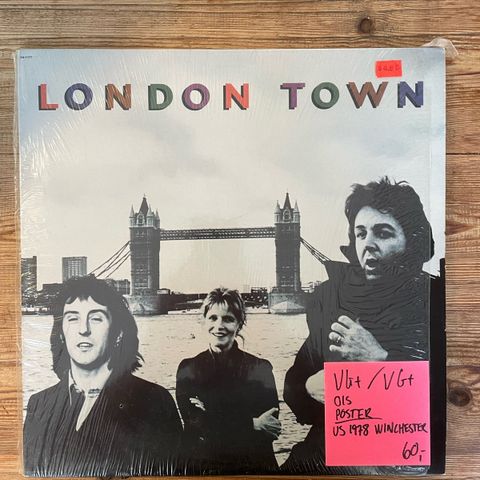 LONDON TOWN
VG+/VG+
OIS
POSTER
US 1978 WINCHESTER
60,-